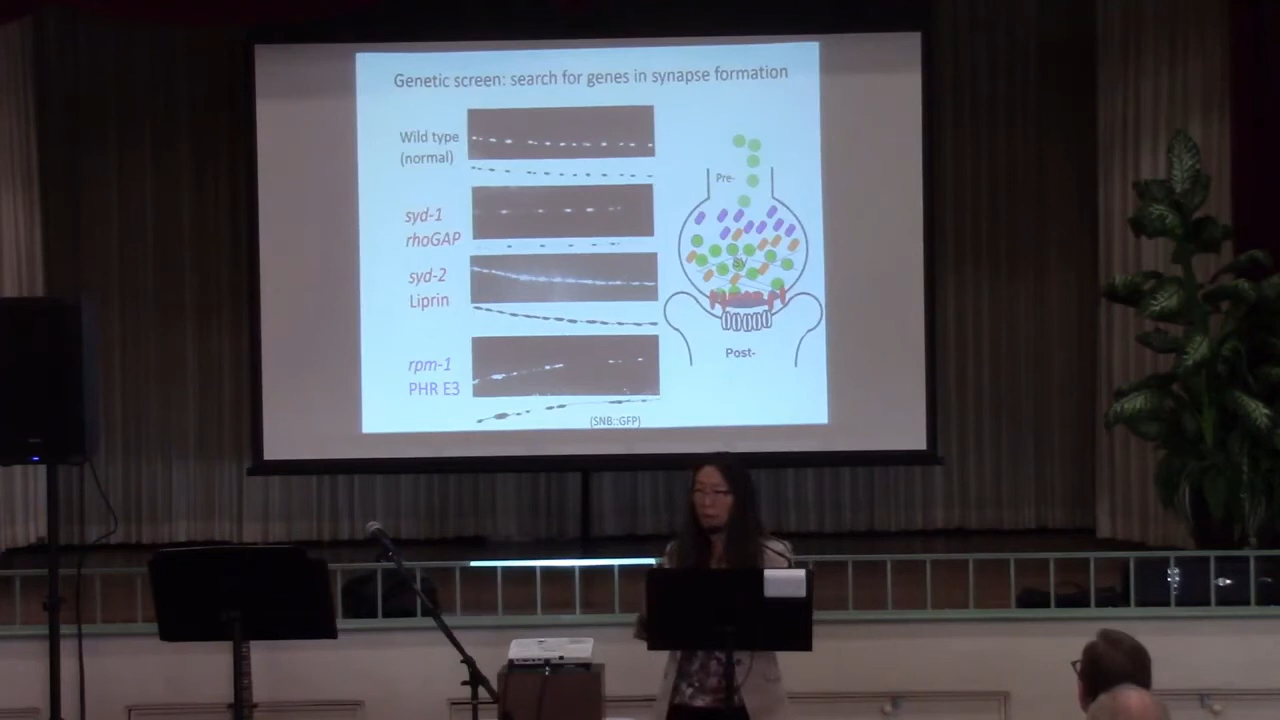 Genetic screen: search for genes in synapse formation
Wild type
(normal)
syd-1
rhoGAP
syd-2
Liprin
rpm-1
PHR E3
(SNB::GFP)
Pre-
sy
Post-